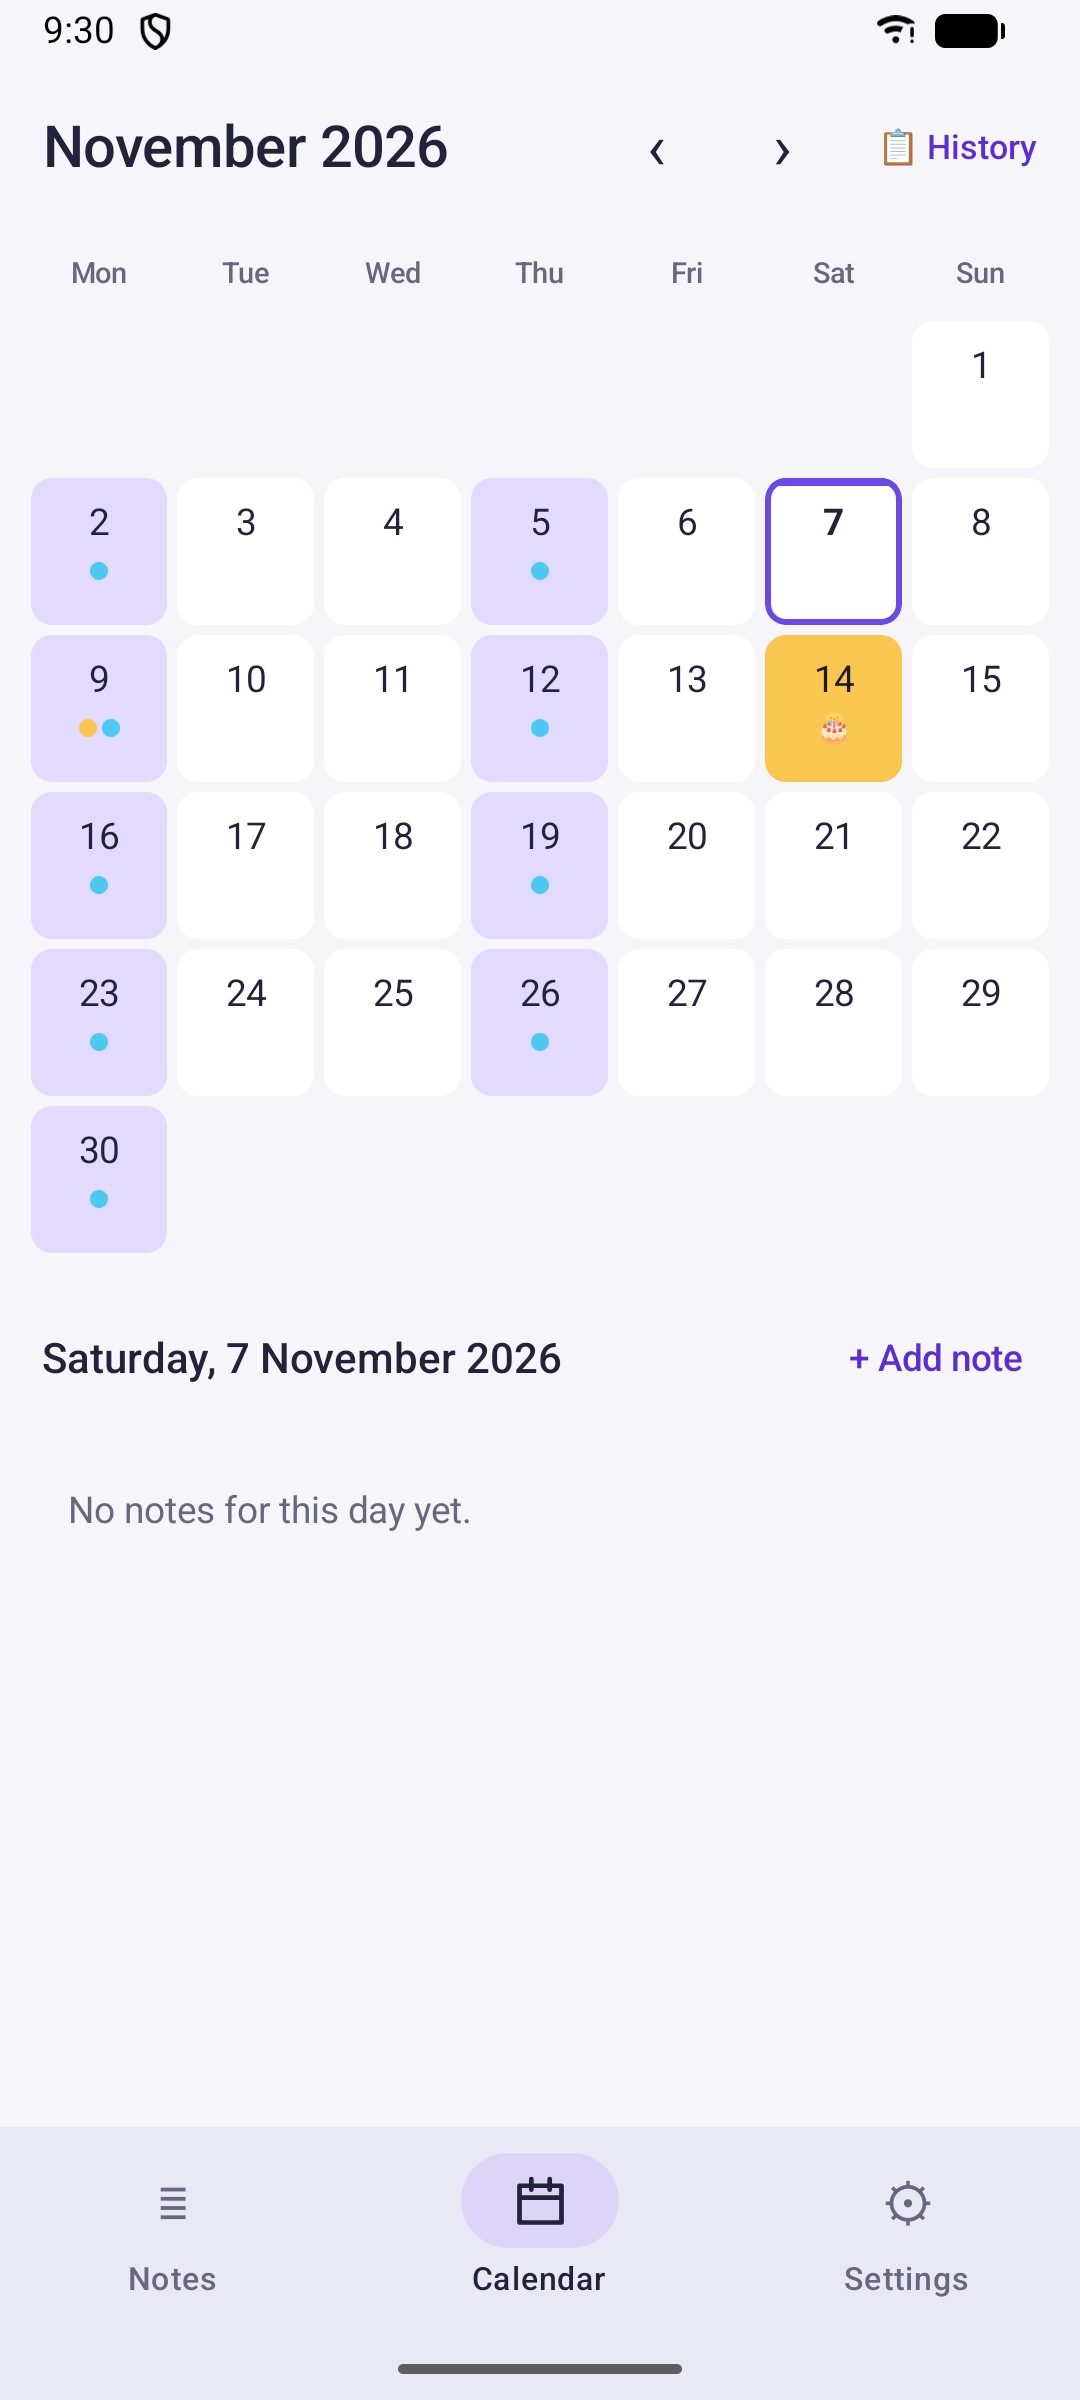 9:30
November 2026 ‹ › 📋 History
Mon Tue Wed Thu Fri Sat Sun
1
2 3 4 5 6 7 8
9 10 11 12 13 14 15
16 17 18 19 20 21 22
23 24 25 26 27 28 29
30
Saturday, 7 November 2026 + Add note
No notes for this day yet.
Notes Calendar Settings